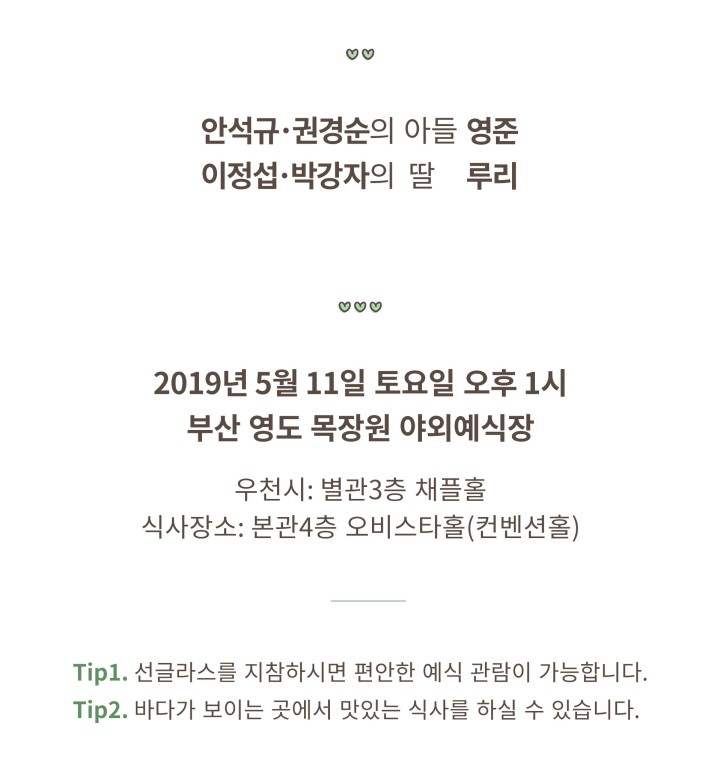 안석규·권경순의 아들 영준
이정섭·박강자의 딸 루리
2019년 5월 11일 토요일 오후 1시
부산 영도 목장원 야외예식장
우천시: 별관3층 채플홀
식사장소: 본관4층 오비스타홀(컨벤션홀)
Tip1. 선글라스를 지참하시면 편안한 예식 관람이 가능합니다.
Tip2. 바다가 보이는 곳에서 맛있는 식사를 하실 수 있습니다.